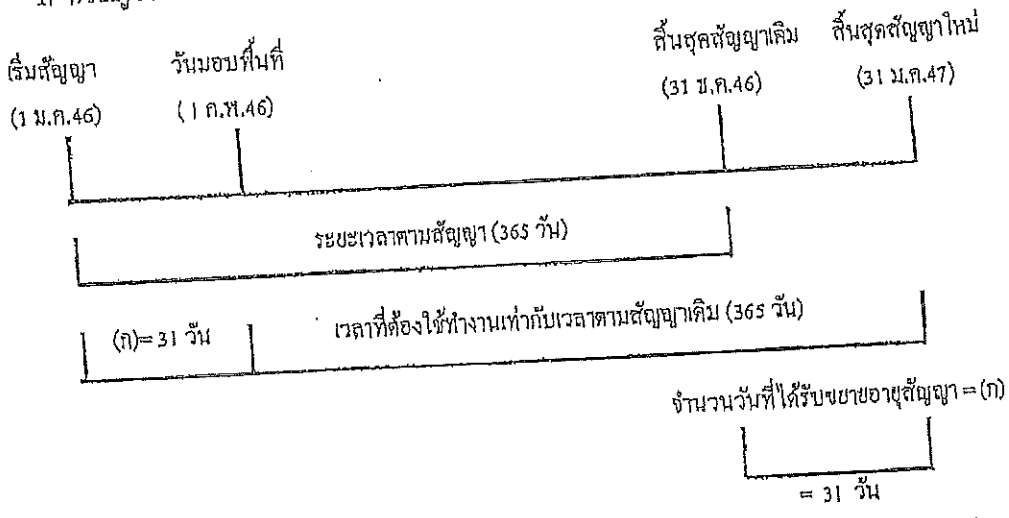 เริ่มสัญญา วันมอบพื้นที่ สิ้นสุดสัญญาเดิม สิ้นสุดสัญญาใหม่
(1 ม.ค.46) (1 ก.พ.46) (31 ธ.ค.46) (31 ม.ค.47)
ระยะเวลาตามสัญญา (365 วัน)
(ก)= 31 วัน เวลาที่ต้องใช้ทำงานเท่ากับเวลาตามสัญญาเดิม (365 วัน)
จำนวนวันที่ได้รับขยายอายุสัญญา = (ก)
= 31 วัน